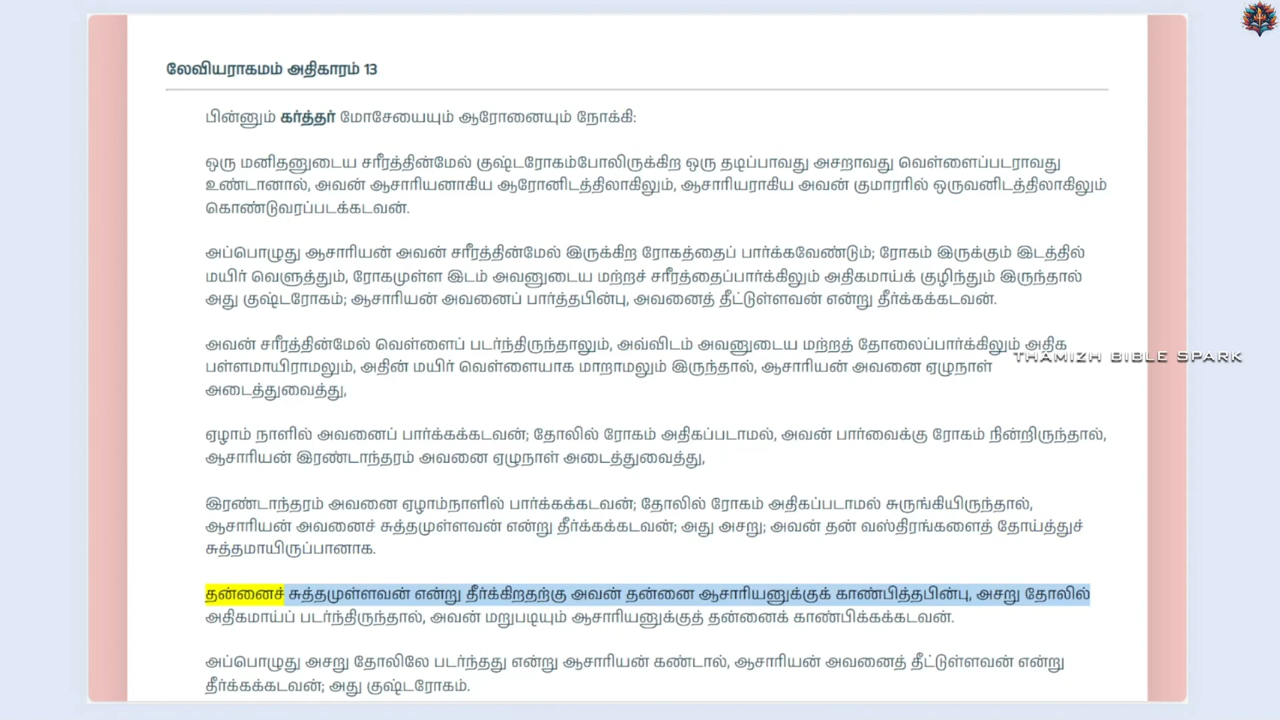 லேவியராகமம் அதிகாரம் 13
பின்னும் கர்த்தர் மோசேயையும் ஆரோனையும் நோக்கி:
ஒரு மனிதனுடைய சரீரத்தின்மேல் குஷ்டரோகம்போலிருக்கிற ஒரு தடிப்பாவது அசறாவது வெள்ளைப்படராவது
உண்டானால், அவன் ஆசாரியனாகிய ஆரோனிடத்திலாகிலும், ஆசாரியராகிய அவன் குமாரரில் ஒருவனிடத்திலாகிலும்
கொண்டுவரப்படக்கடவன்.
அப்பொழுது ஆசாரியன் அவன் சரீரத்தின்மேல் இருக்கிற ரோகத்தைப் பார்க்கவேண்டும்; ரோகம் இருக்கும் இடத்தில்
மயிர் வெளுத்தும், ரோகமுள்ள இடம் அவனுடைய மற்றச் சரீரத்தைப்பார்க்கிலும் அதிகமாய்க் குழிந்தும் இருந்தால்
அது குஷ்டரோகம்; ஆசாரியன் அவனைப் பார்த்தபின்பு, அவனைத் தீட்டுள்ளவன் என்று தீர்க்கக்கடவன்.
அவன் சரீரத்தின்மேல் வெள்ளைப் படர்ந்திருந்தாலும், அவ்விடம் அவனுடைய மற்றத் தோலைப்பார்க்கிலும் அதிக
பள்ளமாயிராமலும், அதின் மயிர் வெள்ளையாக மாறாமலும் இருந்தால், ஆசாரியன் அவனை ஏழுநாள்
அடைத்துவைத்து,
THAMIZH BIBLE SPARK
ஏழாம் நாளில் அவனைப் பார்க்கக்கடவன்; தோலில் ரோகம் அதிகப்படாமல், அவன் பார்வைக்கு ரோகம் நின்றிருந்தால்,
ஆசாரியன் இரண்டாந்தரம் அவனை ஏழுநாள் அடைத்துவைத்து,
இரண்டாந்தரம் அவனை ஏழாம்நாளில் பார்க்கக்கடவன்; தோலில் ரோகம் அதிகப்படாமல் சுருங்கியிருந்தால்,
ஆசாரியன் அவனைச் சுத்தமுள்ளவன் என்று தீர்க்கக்கடவன்; அது அசறு; அவன் தன் வஸ்திரங்களைத் தோய்த்துச்
சுத்தமாயிருப்பானாக.
தன்னைச் சுத்தமுள்ளவன் என்று தீர்க்கிறதற்கு அவன் தன்னை ஆசாரியனுக்குக் காண்பித்தபின்பு, அசறு தோலில்
அதிகமாய்ப் படர்ந்திருந்தால், அவன் மறுபடியும் ஆசாரியனுக்குத் தன்னைக் காண்பிக்கக்கடவன்.
அப்பொழுது அசறு தோலிலே படர்ந்தது என்று ஆசாரியன் கண்டால், ஆசாரியன் அவனைத் தீட்டுள்ளவன் என்று
தீர்க்கக்கடவன்; அது குஷ்டரோகம்.